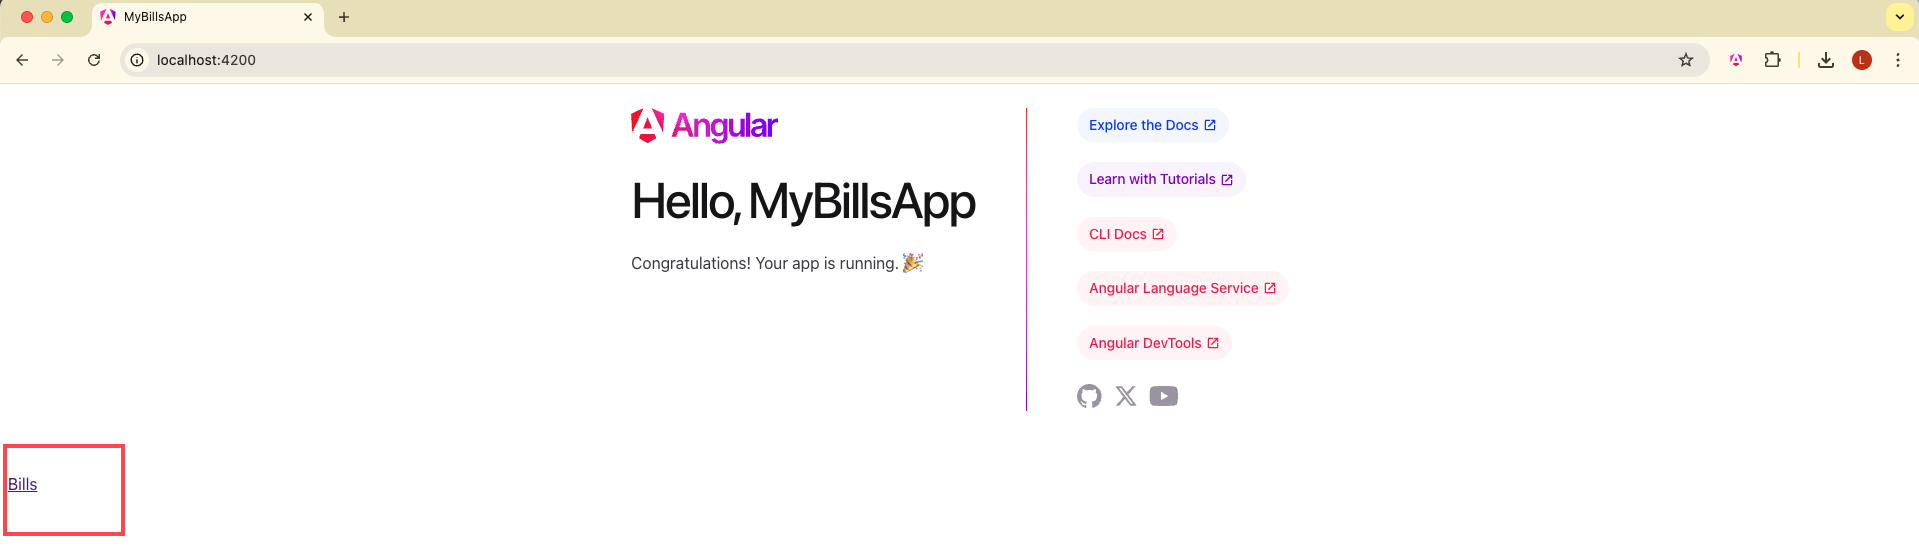 MyBillsApp
localhost:4200
L
Angular
Hello, MyBillsApp
Congratulations! Your app is running.
Explore the Docs
Learn with Tutorials
CLI Docs
Angular Language Service
Angular DevTools
Bills